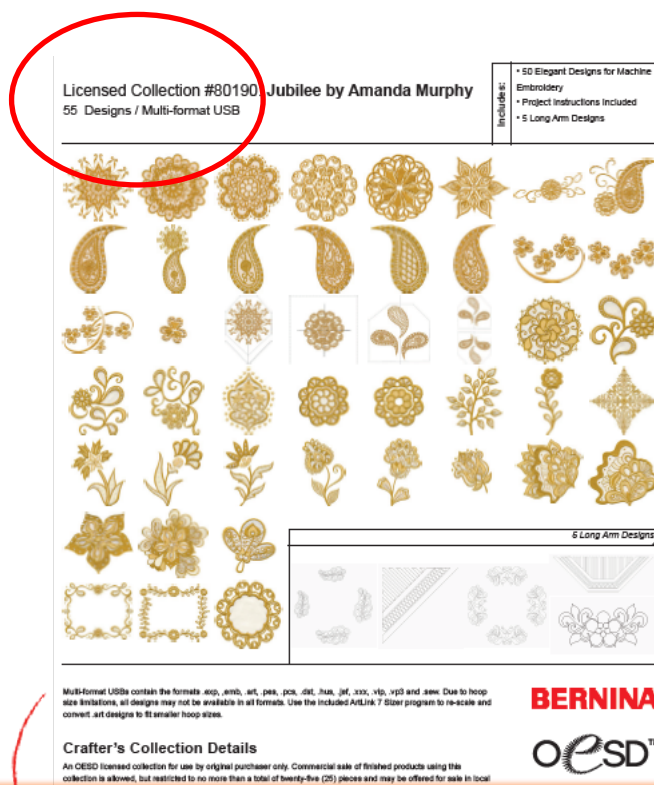 Licensed Collection #80190 Jubilee by Amanda Murphy
55 Designs / Multi-format USB
Includes:
• 50 Elegant Designs for Machine
Embroidery
• Project Instructions Included
• 5 Long Arm Designs
5 Long Arm Designs
Multi-format USBs contain the formats .exp, .emb, .art, .pes, .pcs, .dst, .hus, .jef, .xxx, .vip, .vp3 and .sew. Due to hoop
size limitations, all designs may not be available in all formats. Use the included ArtLink 7 Sizer program to re-scale and
convert .art designs to fit smaller hoop sizes.
BERNINA
Crafter's Collection Details
OESD™
An OESD licensed collection for use by original purchaser only. Commercial sale of finished products using this
collection is allowed, but restricted to no more than a total of twenty-five (25) pieces and may be offered for sale in local